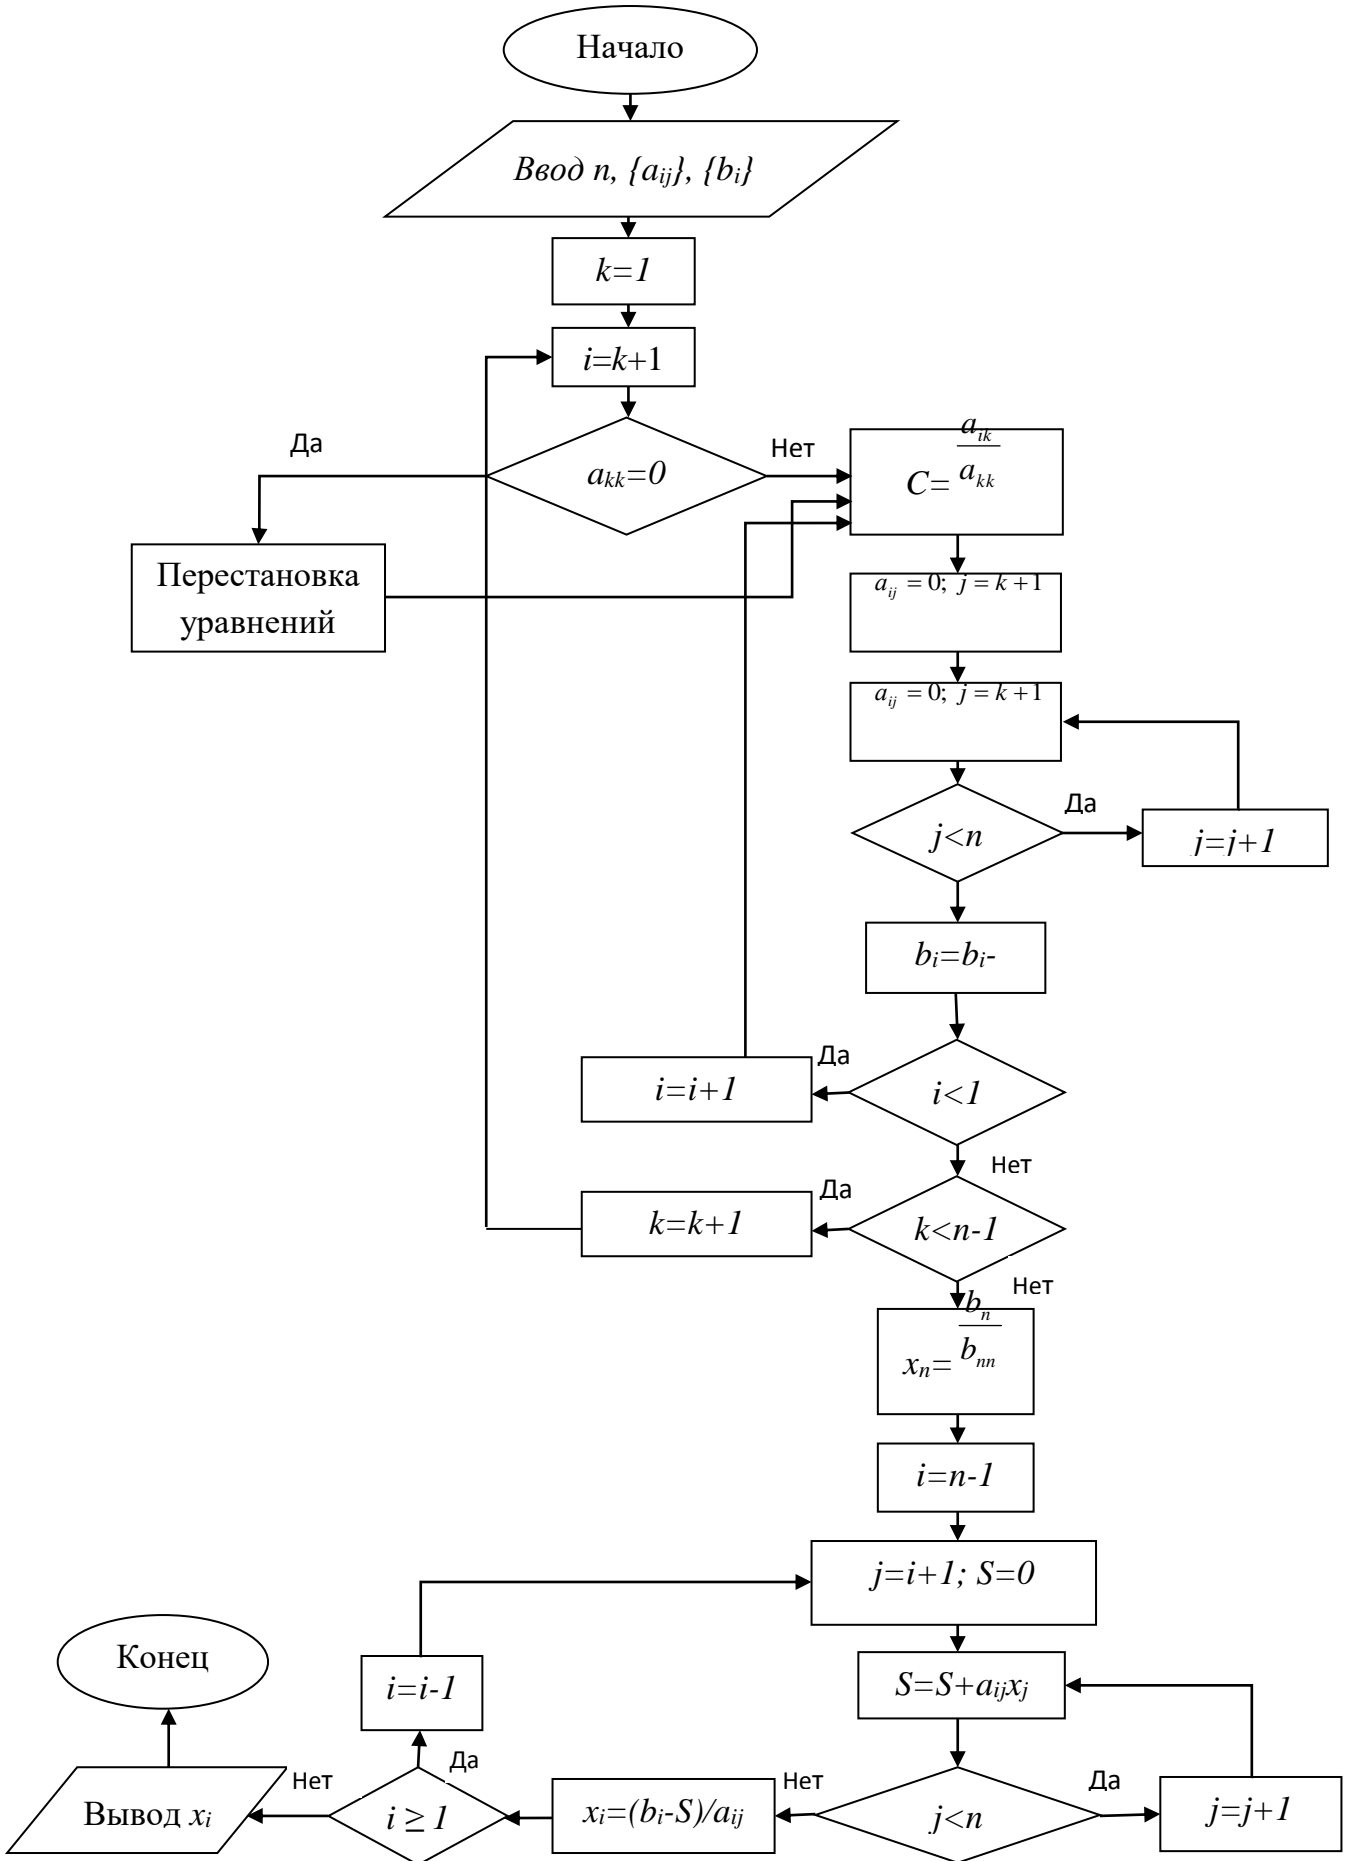 Начало
Ввод n, {aij}, {bi}
k=1
i=k+1
Да
akk=0
Нет
C= aik
akk
Перестановка
уравнений
aij = 0; j = k + 1
aij = 0; j = k + 1
j<n
Да
j=j+1
bi=bi-
i<1
Да
i=i+1
Нет
k<n-1
Да
k=k+1
Нет
xn= bn
bnn
i=n-1
j=i+1; S=0
S=S+aijxj
j<n
Да
j=j+1
Нет
xi=(bi-S)/aij
i ≥ 1
Да
i=i-1
Нет
Вывод xi
Конец